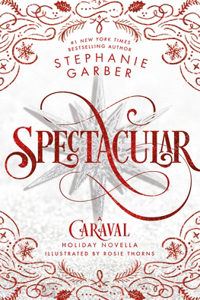 #1 NEW YORK TIMES
BESTSELLING AUTHOR
STEPHANIE
GARBER
SPECTACULAR
A
CARAVAL
HOLIDAY NOVELLA
ILLUSTRATED BY ROSIE THORNS